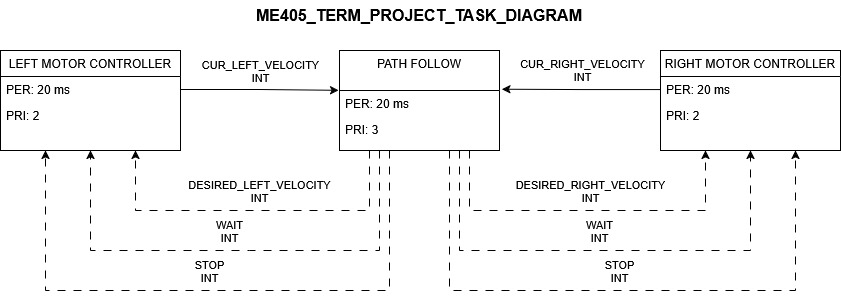 ME405_TERM_PROJECT_TASK_DIAGRAM
LEFT MOTOR CONTROLLER
PER: 20 ms
PRI: 2
CUR_LEFT_VELOCITY
INT
PATH FOLLOW
PER: 20 ms
PRI: 3
CUR_RIGHT_VELOCITY
INT
RIGHT MOTOR CONTROLLER
PER: 20 ms
PRI: 2
DESIRED_LEFT_VELOCITY
INT
WAIT
INT
STOP
INT
DESIRED_RIGHT_VELOCITY
INT
WAIT
INT
STOP
INT